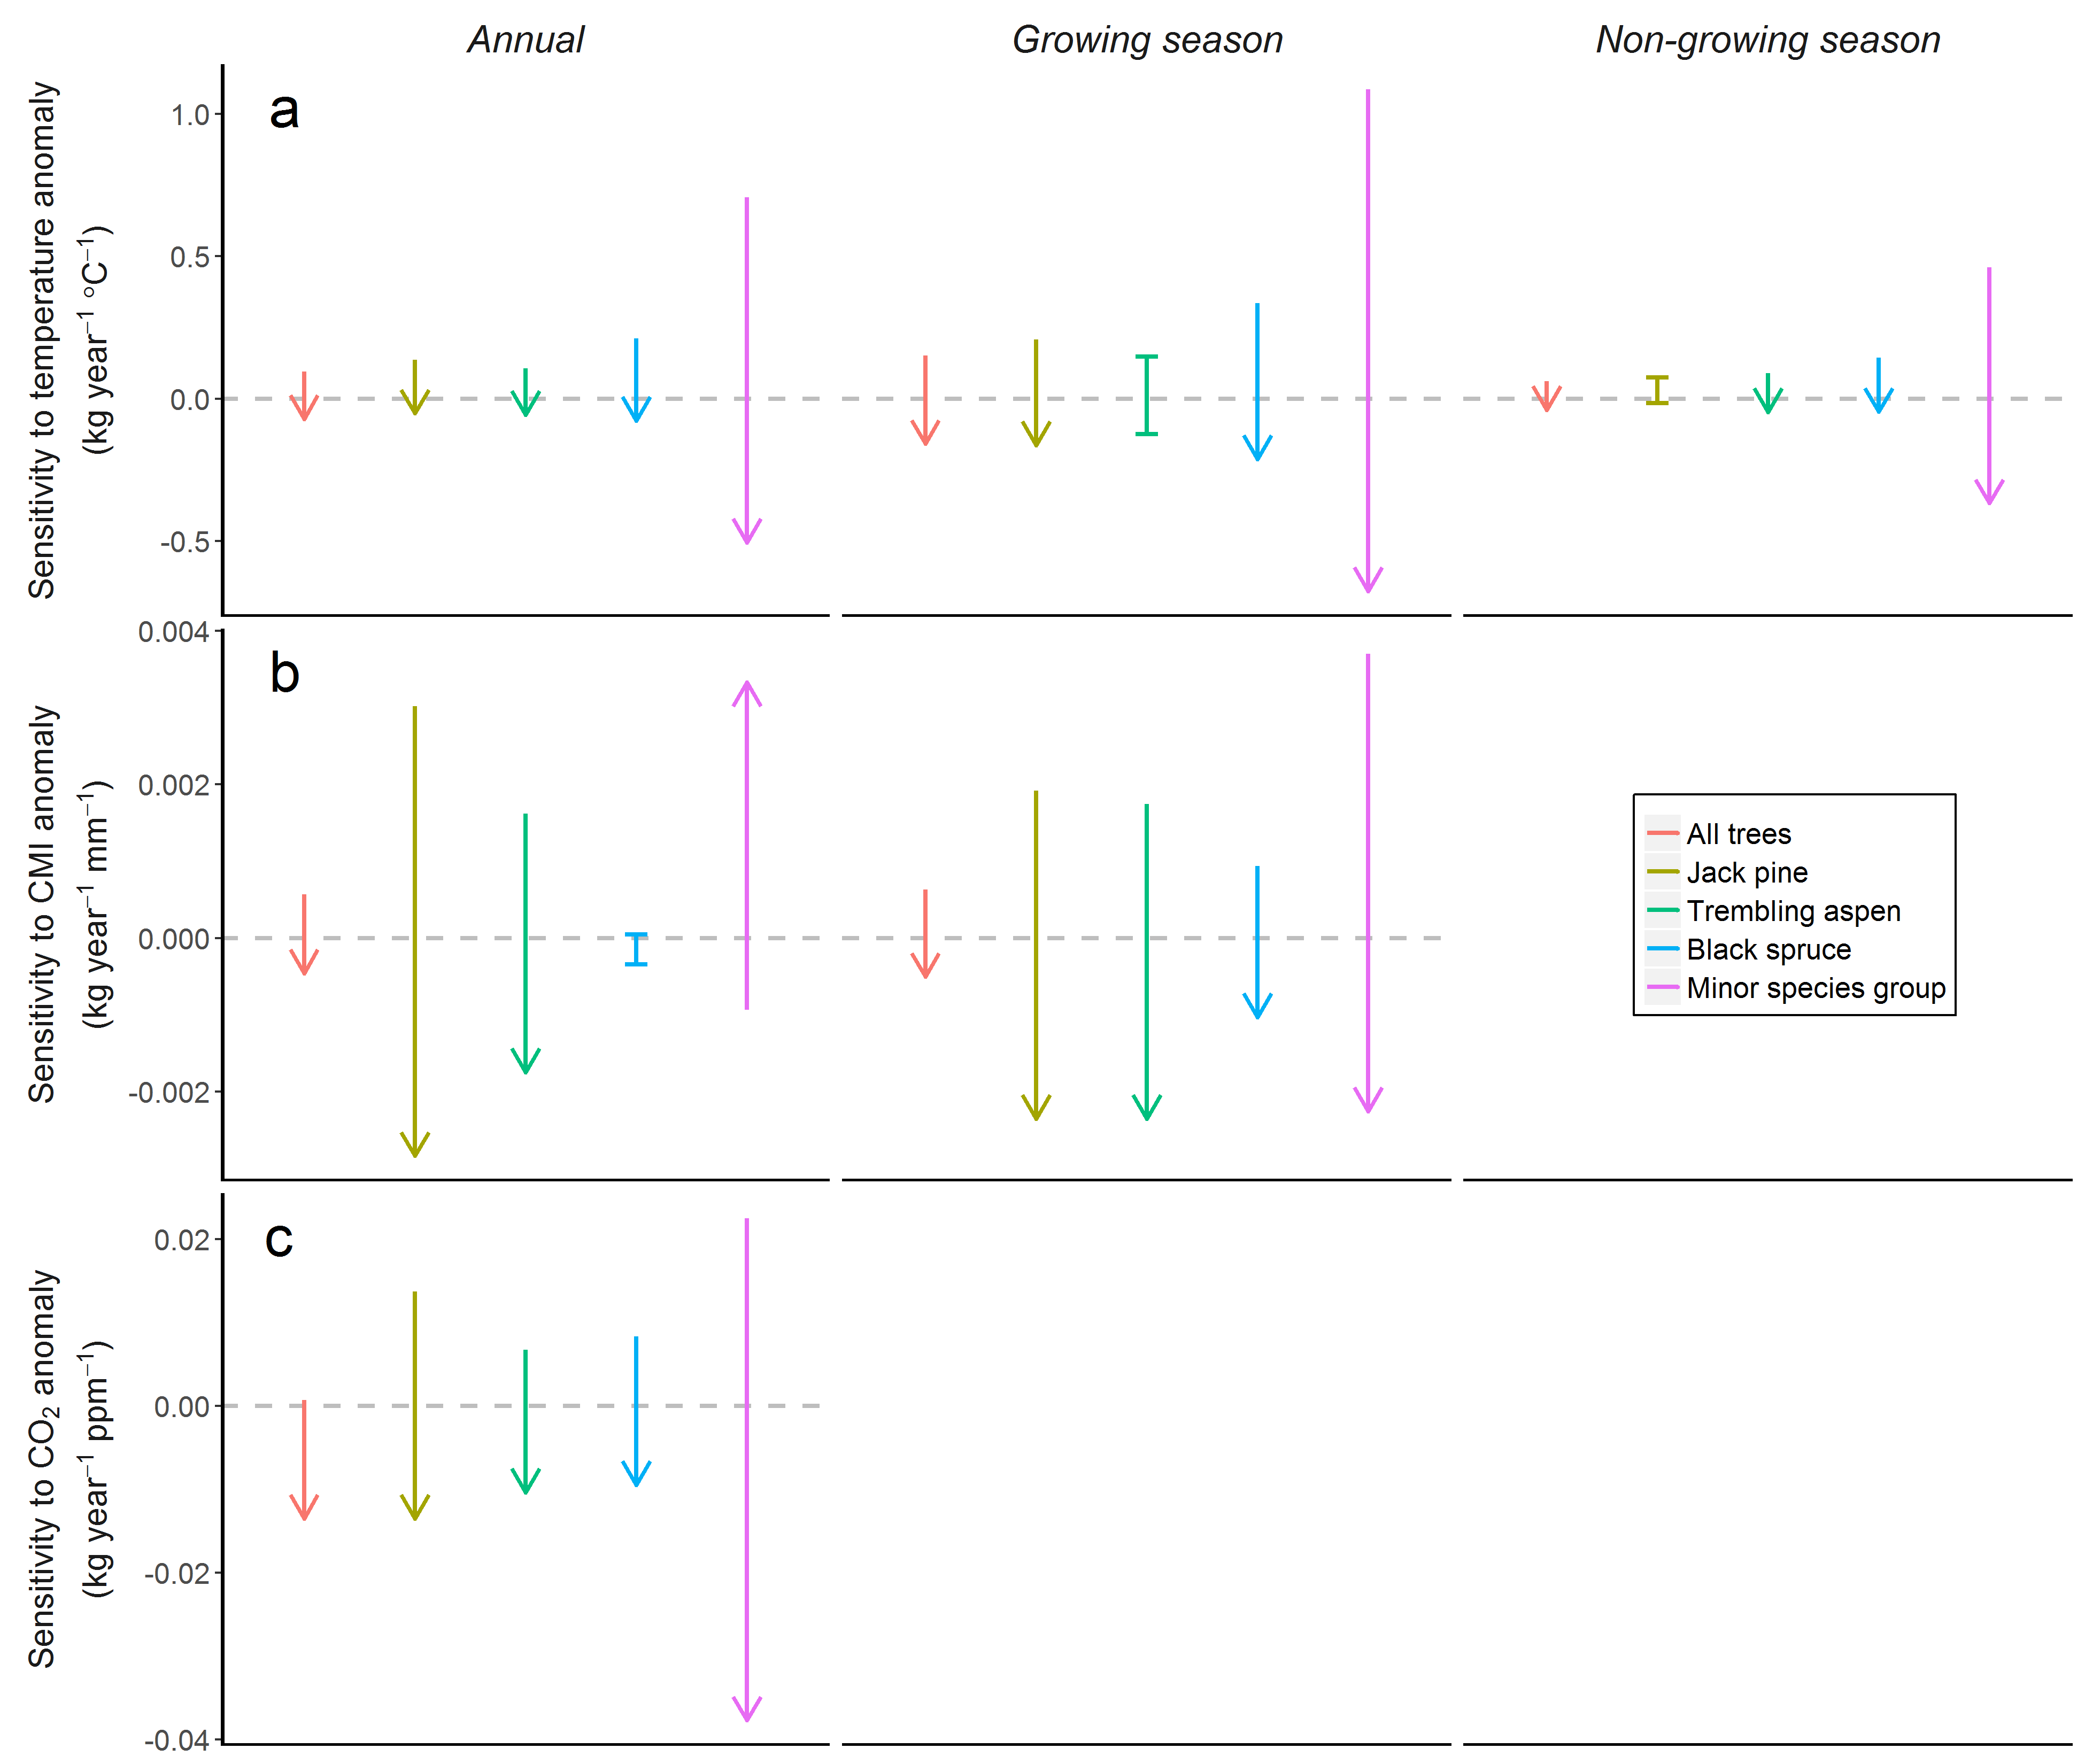 Annual
Growing season
Non-growing season
a
Sensitivity to temperature anomaly
(kg year⁻¹ °C⁻¹)
1.0
0.5
0.0
-0.5
b
Sensitivity to CMI anomaly
(kg year⁻¹ mm⁻¹)
0.004
0.002
0.000
-0.002
All trees
Jack pine
Trembling aspen
Black spruce
Minor species group
c
Sensitivity to CO₂ anomaly
(kg year⁻¹ ppm⁻¹)
0.02
0.00
-0.02
-0.04